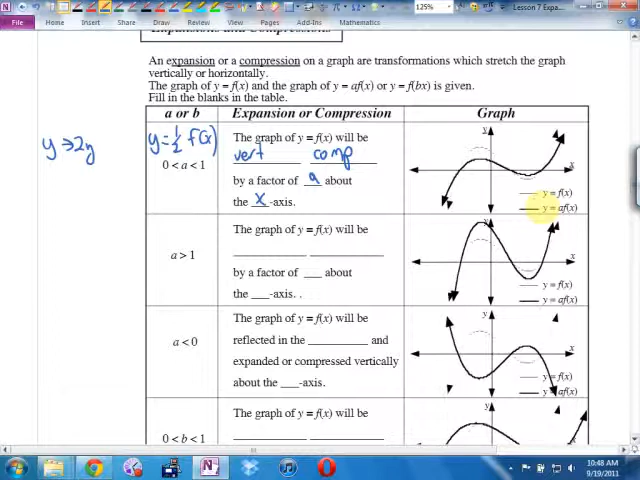 125%
Lesson 7 Expa...
File Home Insert Draw Page Layout Page Design Add-Ins Mathematics
Expansions and Compressions
An expansion or a compression on a graph are transformations which stretch the graph
vertically or horizontally.
The graph of y = f(x) and the graph of y = af(x) or y = f(bx) is given.
Fill in the blanks in the table.
a or b Expansion or Compression Graph
y → 2y
y = 1/2 f(x)
0 < a < 1
The graph of y = f(x) will be
vert comp
by a factor of a about
the x -axis.
y
x
y = f(x)
y = af(x)
a > 1
The graph of y = f(x) will be
by a factor of ___ about
the ___-axis. .
y
x
y = f(x)
y = af(x)
a < 0
The graph of y = f(x) will be
reflected in the ___________ and
expanded or compressed vertically
about the ___-axis.
y
x
y = f(x)
y = af(x)
0 < b < 1
The graph of y = f(x) will be
y
10:48 AM
9/19/2011